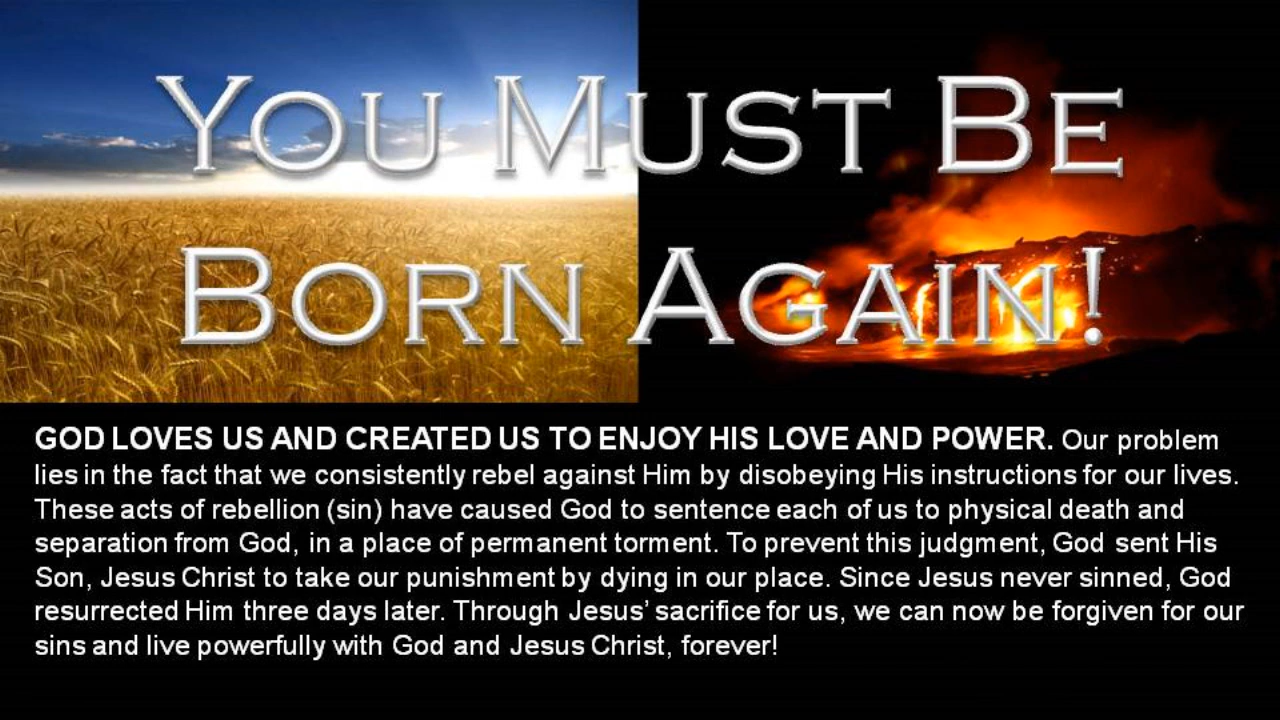 YOU MUST BE
BORN AGAIN!
GOD LOVES US AND CREATED US TO ENJOY HIS LOVE AND POWER. Our problem
lies in the fact that we consistently rebel against Him by disobeying His instructions for our lives.
These acts of rebellion (sin) have caused God to sentence each of us to physical death and
separation from God, in a place of permanent torment. To prevent this judgment, God sent His
Son, Jesus Christ to take our punishment by dying in our place. Since Jesus never sinned, God
resurrected Him three days later. Through Jesus’ sacrifice for us, we can now be forgiven for our
sins and live powerfully with God and Jesus Christ, forever!